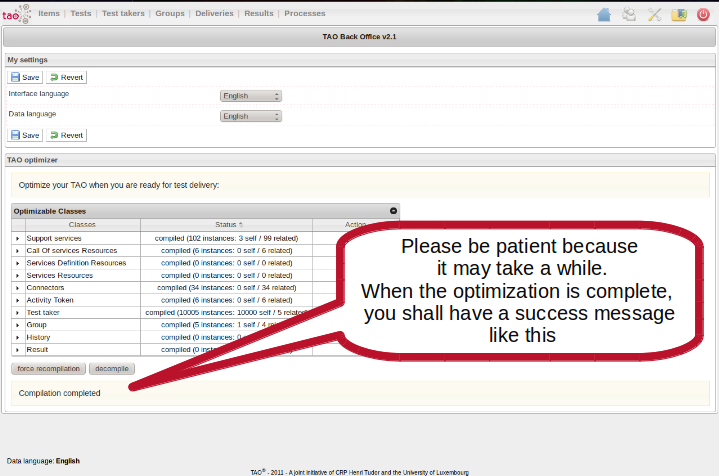 tao Items | Tests | Test takers | Groups | Deliveries | Results | Processes
TAO Back Office v2.1
My settings
Save Revert
Interface language English
Data language English
Save Revert
TAO optimizer
Optimize your TAO when you are ready for test delivery:
Optimizable Classes
Classes Status Action
Support services compiled (102 instances: 3 self / 99 related)
Call Of services Resources compiled (6 instances: 0 self / 6 related)
Services Definition Resources compiled (0 instances: 0 self / 0 related)
Services Resources compiled (0 instances: 0 self / 0 related)
Connectors compiled (34 instances: 0 self / 34 related)
Activity Token compiled (6 instances: 0 self / 6 related)
Test taker compiled (10005 instances: 10000 self / 5 related)
Group compiled (5 instances: 1 self / 4 related)
History compiled (0 instances: 0
Result compiled (0 instances: related)
Please be patient because
it may take a while.
When the optimization is complete,
you shall have a success message
like this
force recompilation decompile
Compilation completed
Data language: English
TAO® - 2011 - A joint initiative of CRP Henri Tudor and the University of Luxembourg